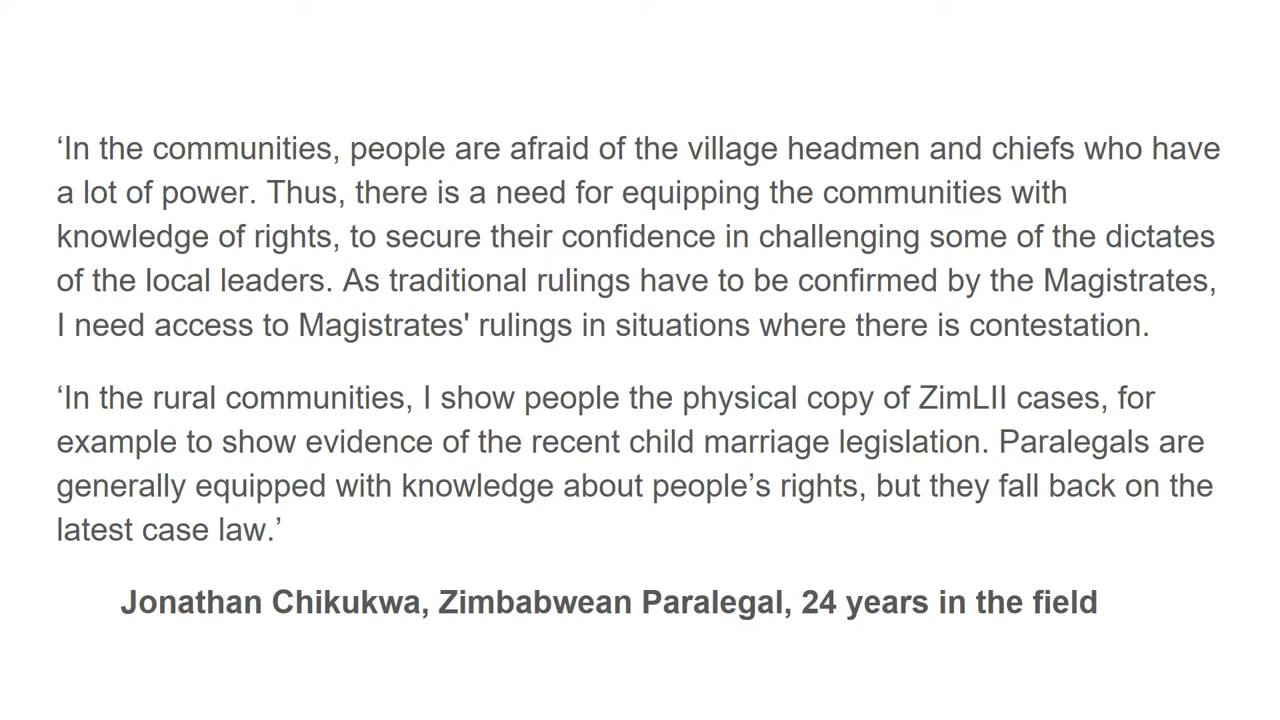 ‘In the communities, people are afraid of the village headmen and chiefs who have
a lot of power. Thus, there is a need for equipping the communities with
knowledge of rights, to secure their confidence in challenging some of the dictates
of the local leaders. As traditional rulings have to be confirmed by the Magistrates,
I need access to Magistrates' rulings in situations where there is contestation.
‘In the rural communities, I show people the physical copy of ZimLII cases, for
example to show evidence of the recent child marriage legislation. Paralegals are
generally equipped with knowledge about people’s rights, but they fall back on the
latest case law.’
Jonathan Chikukwa, Zimbabwean Paralegal, 24 years in the field